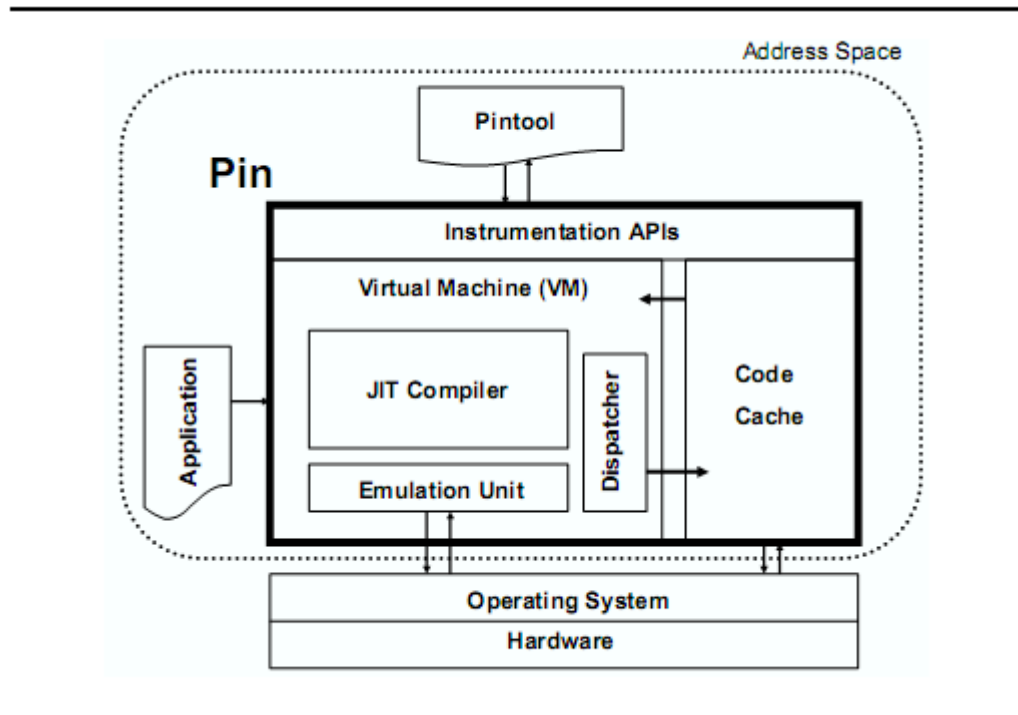 Address Space
Pintool
Pin
Instrumentation APIs
Virtual Machine (VM)
Application
JIT Compiler
Dispatcher
Code
Cache
Emulation Unit
Operating System
Hardware